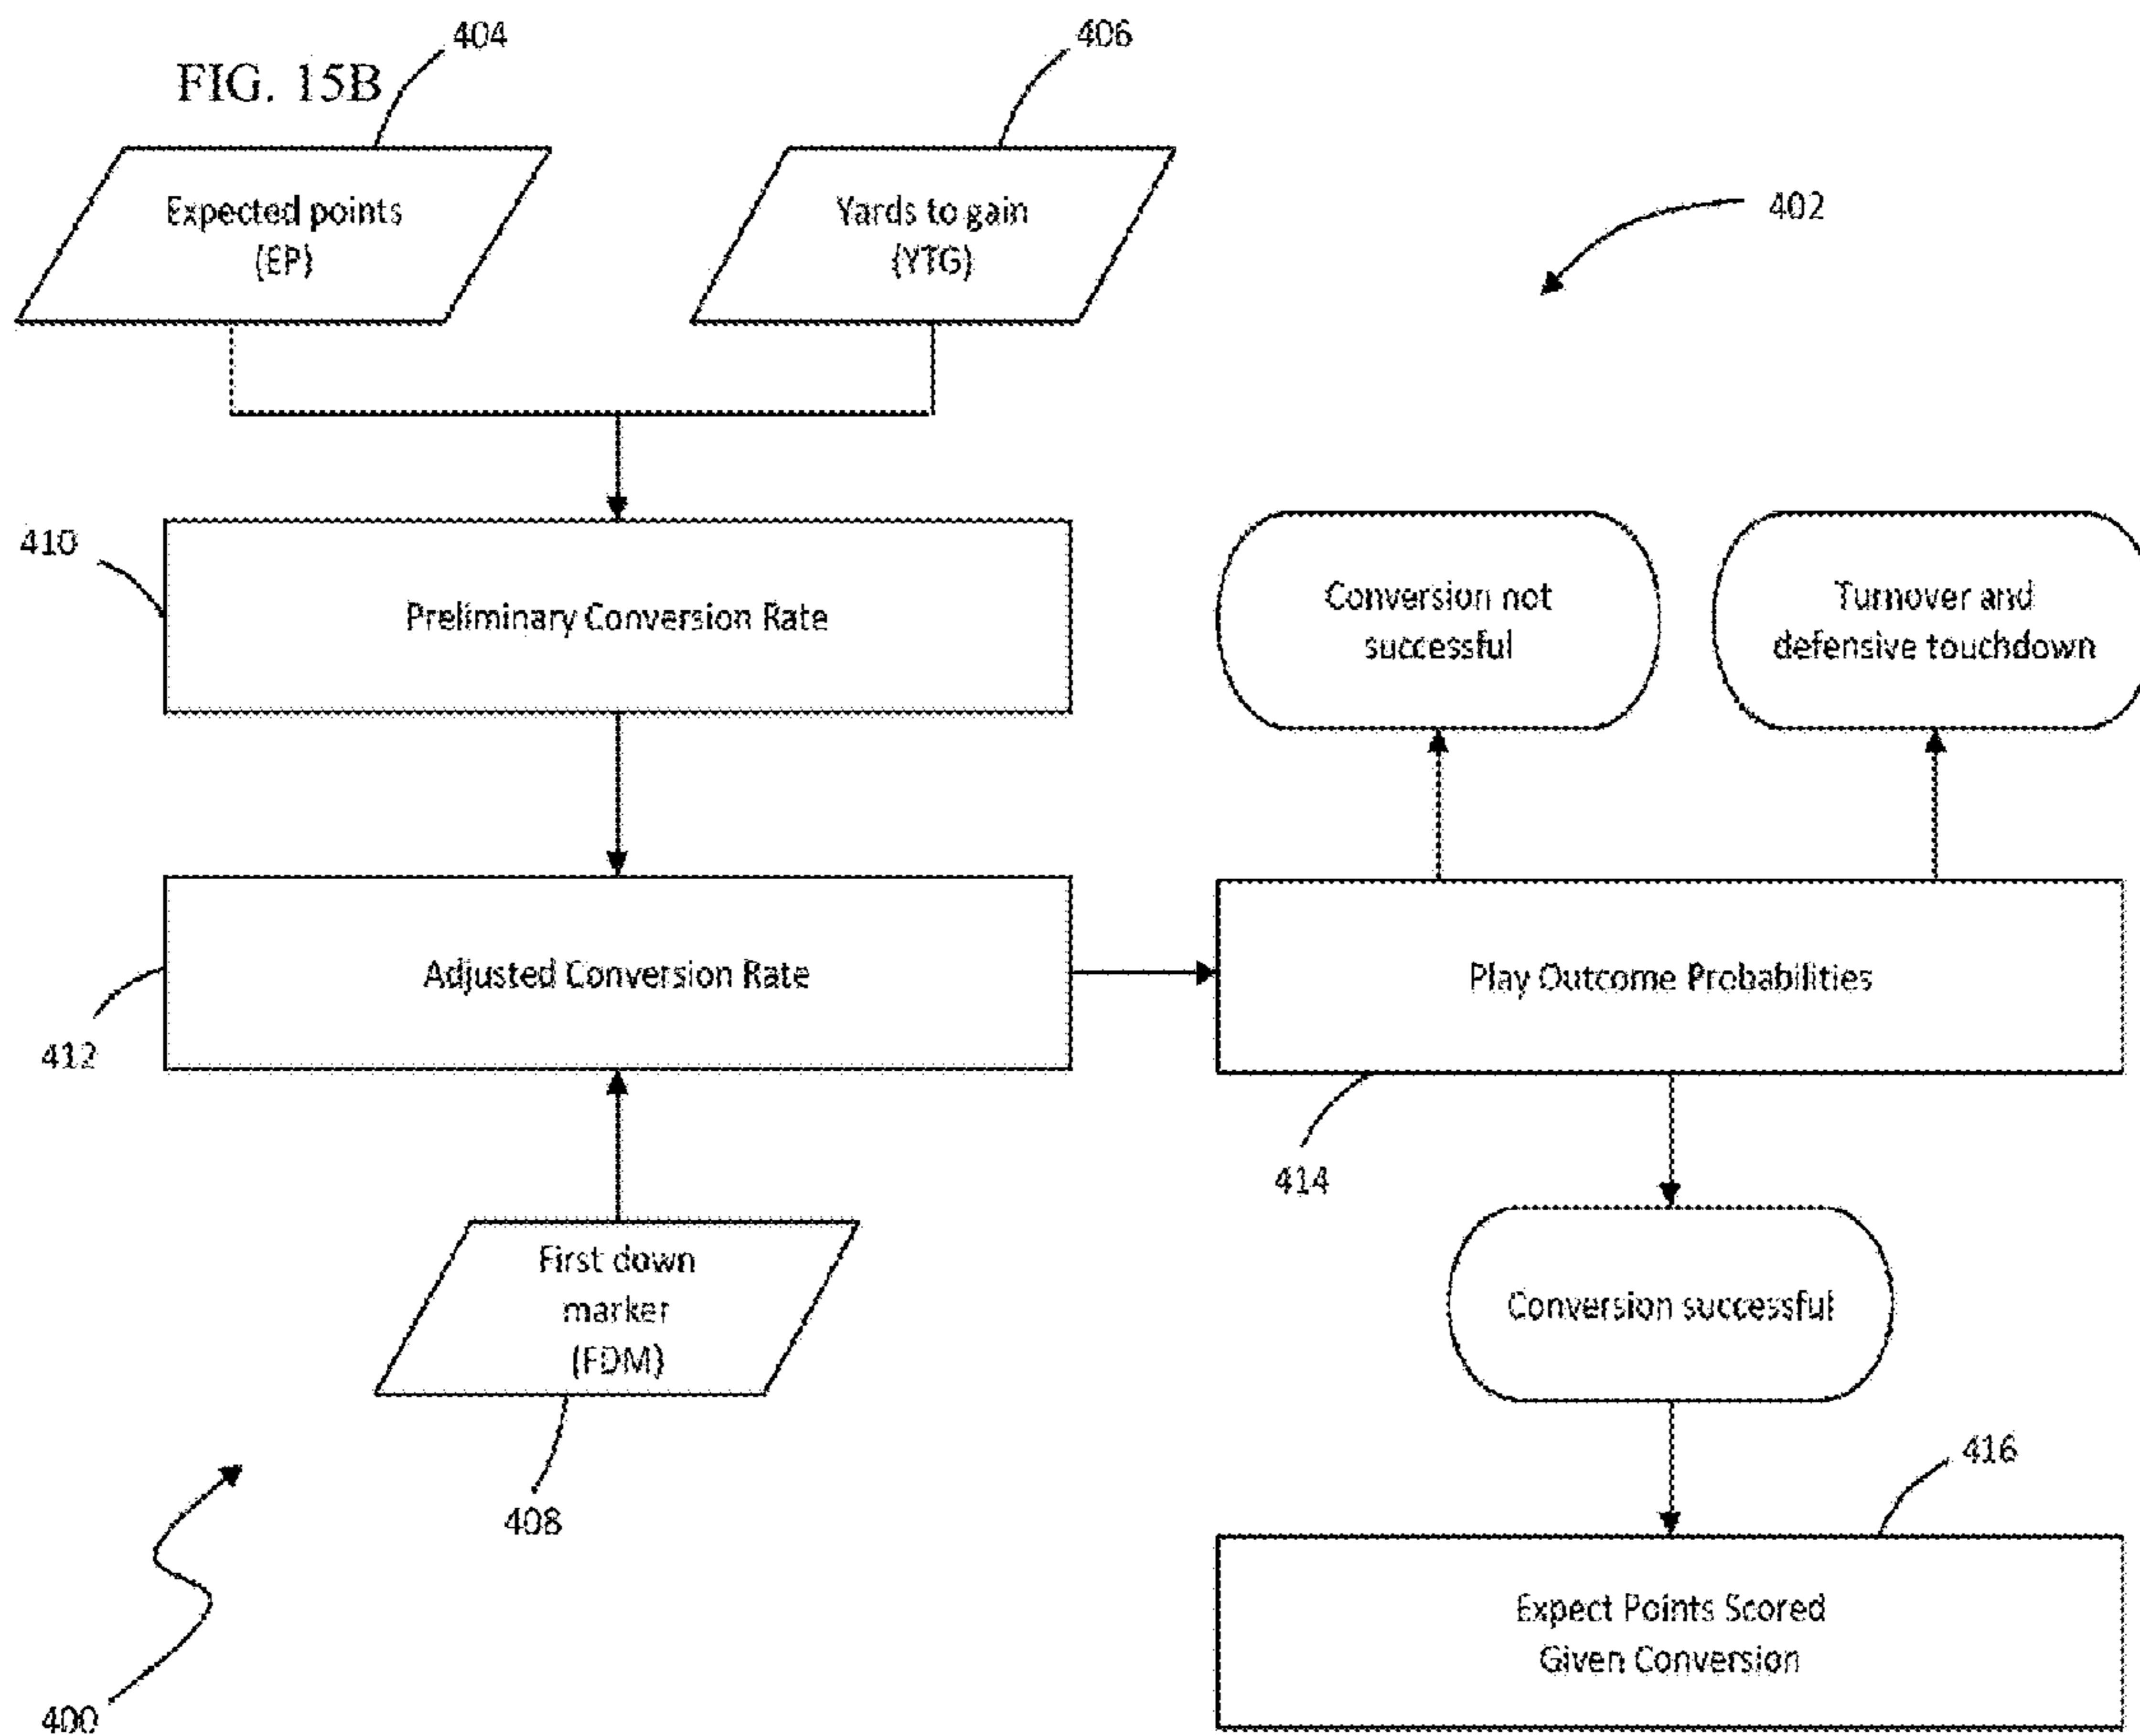 404
406
FIG. 15B
Expected points
(EP)
Yards to gain
(YTG)
402
410
Preliminary Conversion Rate
Conversion not
successful
Turnover and
defensive touchdown
412
Adjusted Conversion Rate
Play Outcome Probabilities
414
First down
marker
(FDM)
408
Conversion successful
416
Expect Points Scored
Given Conversion
400